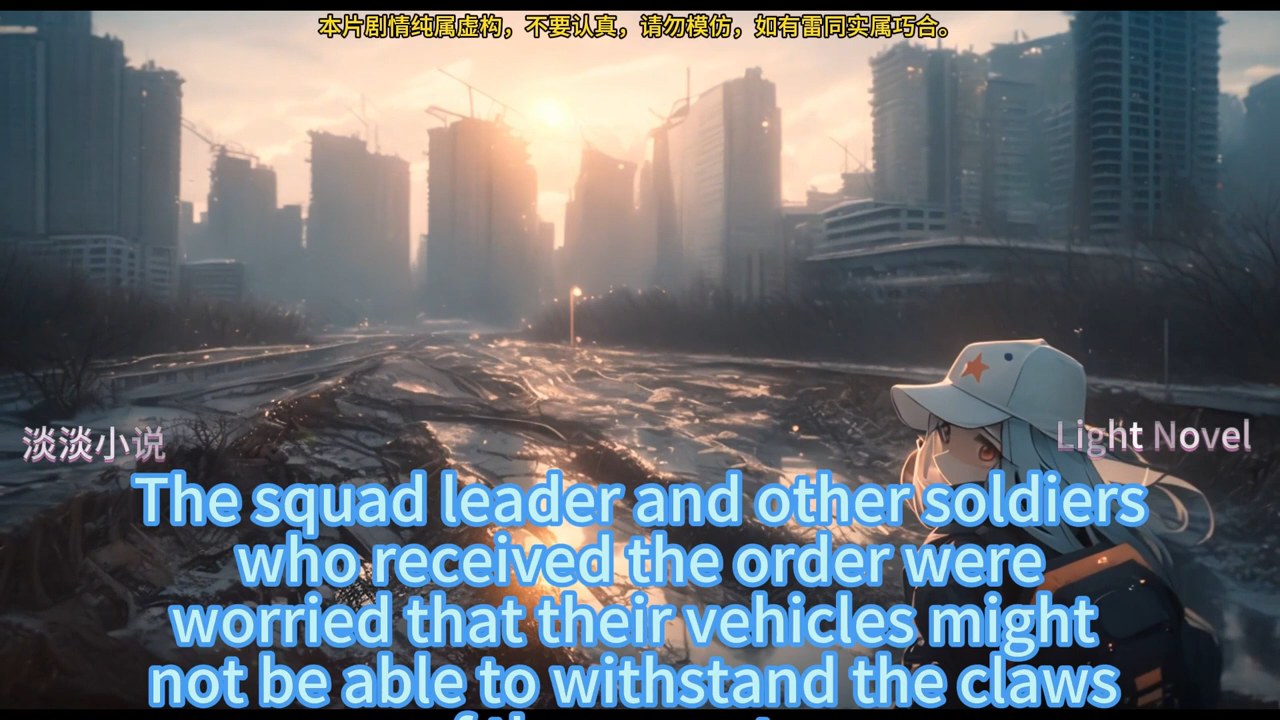 本片剧情纯属虚构，不要认真，请勿模仿，如有雷同实属巧合。
淡淡小说
Light Novel
The squad leader and other soldiers
who received the order were
worried that their vehicles might
not be able to withstand the claws